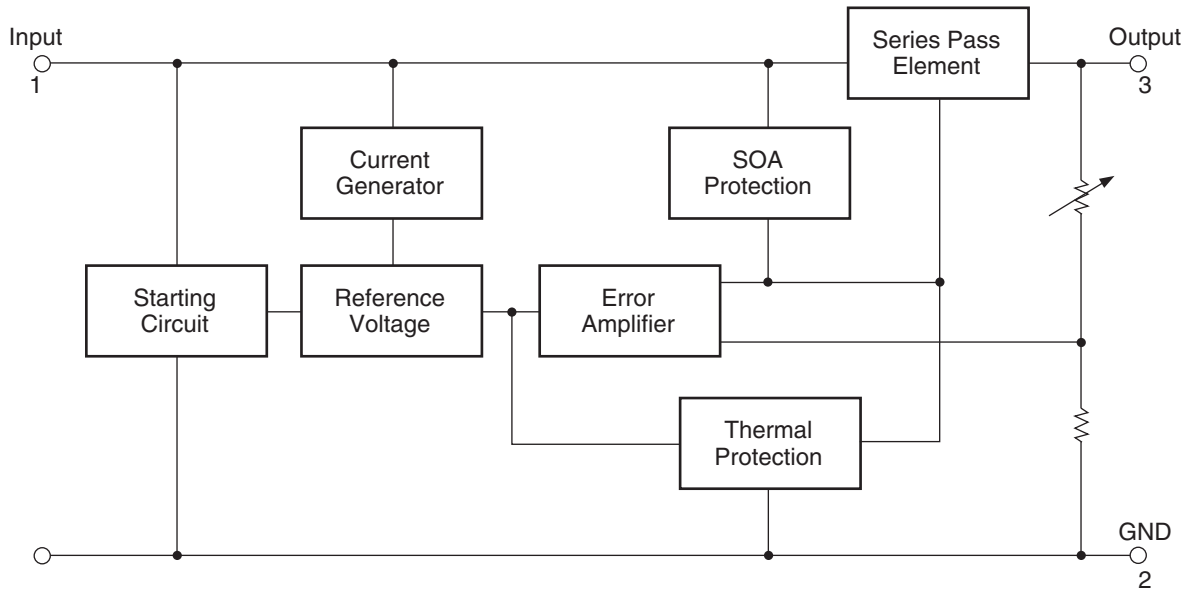 Input
1
Series Pass
Element
Output
3
Current
Generator
SOA
Protection
Starting
Circuit
Reference
Voltage
Error
Amplifier
Thermal
Protection
GND
2